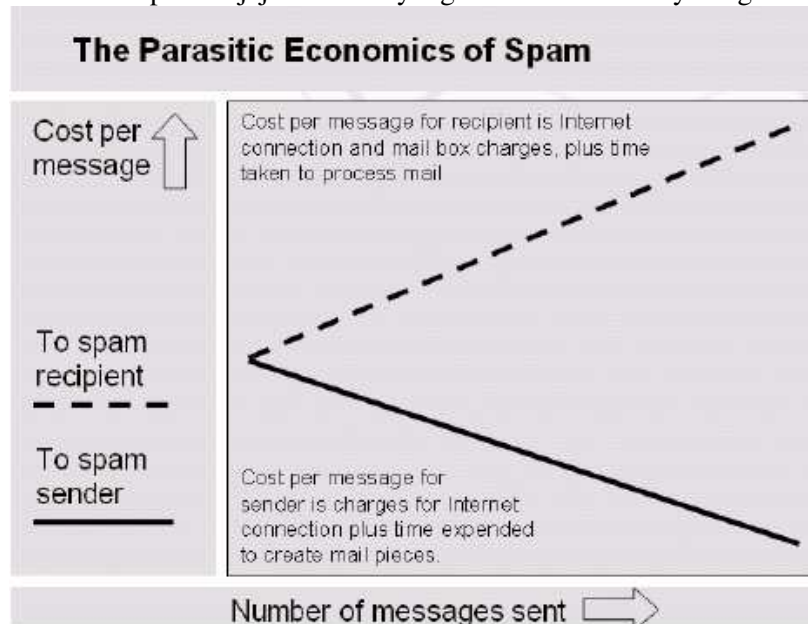 The Parasitic Economics of Spam
Cost per
message
Cost per message for recipient is Internet
connection and mail box charges, plus time
taken to process mail
To spam
recipient
To spam
sender
Cost per message for
sender is charges for Internet
connection plus time expended
to create mail pieces.
Number of messages sent